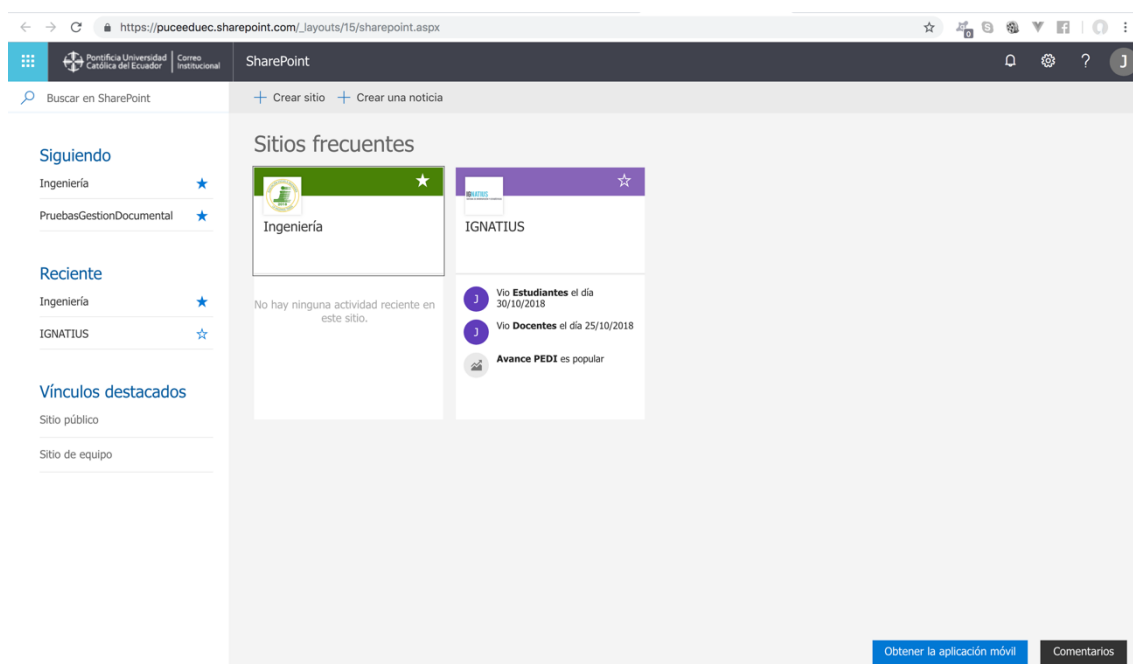 https://puceeduec.sharepoint.com/_layouts/15/sharepoint.aspx
0
Pontificia Universidad
Católica del Ecuador
Correo
Institucional
SharePoint
?
J
Buscar en SharePoint
Crear sitio
Crear una noticia
Siguiendo
Ingeniería
PruebasGestionDocumental
Reciente
Ingeniería
IGNATIUS
Vínculos destacados
Sitio público
Sitio de equipo
Sitios frecuentes
Ingeniería
No hay ninguna actividad reciente en
este sitio.
IGNATIUS
IGNATIUS
J
Vio Estudiantes el día
30/10/2018
J
Vio Docentes el día 25/10/2018
Avance PEDI es popular
Obtener la aplicación móvil
Comentarios